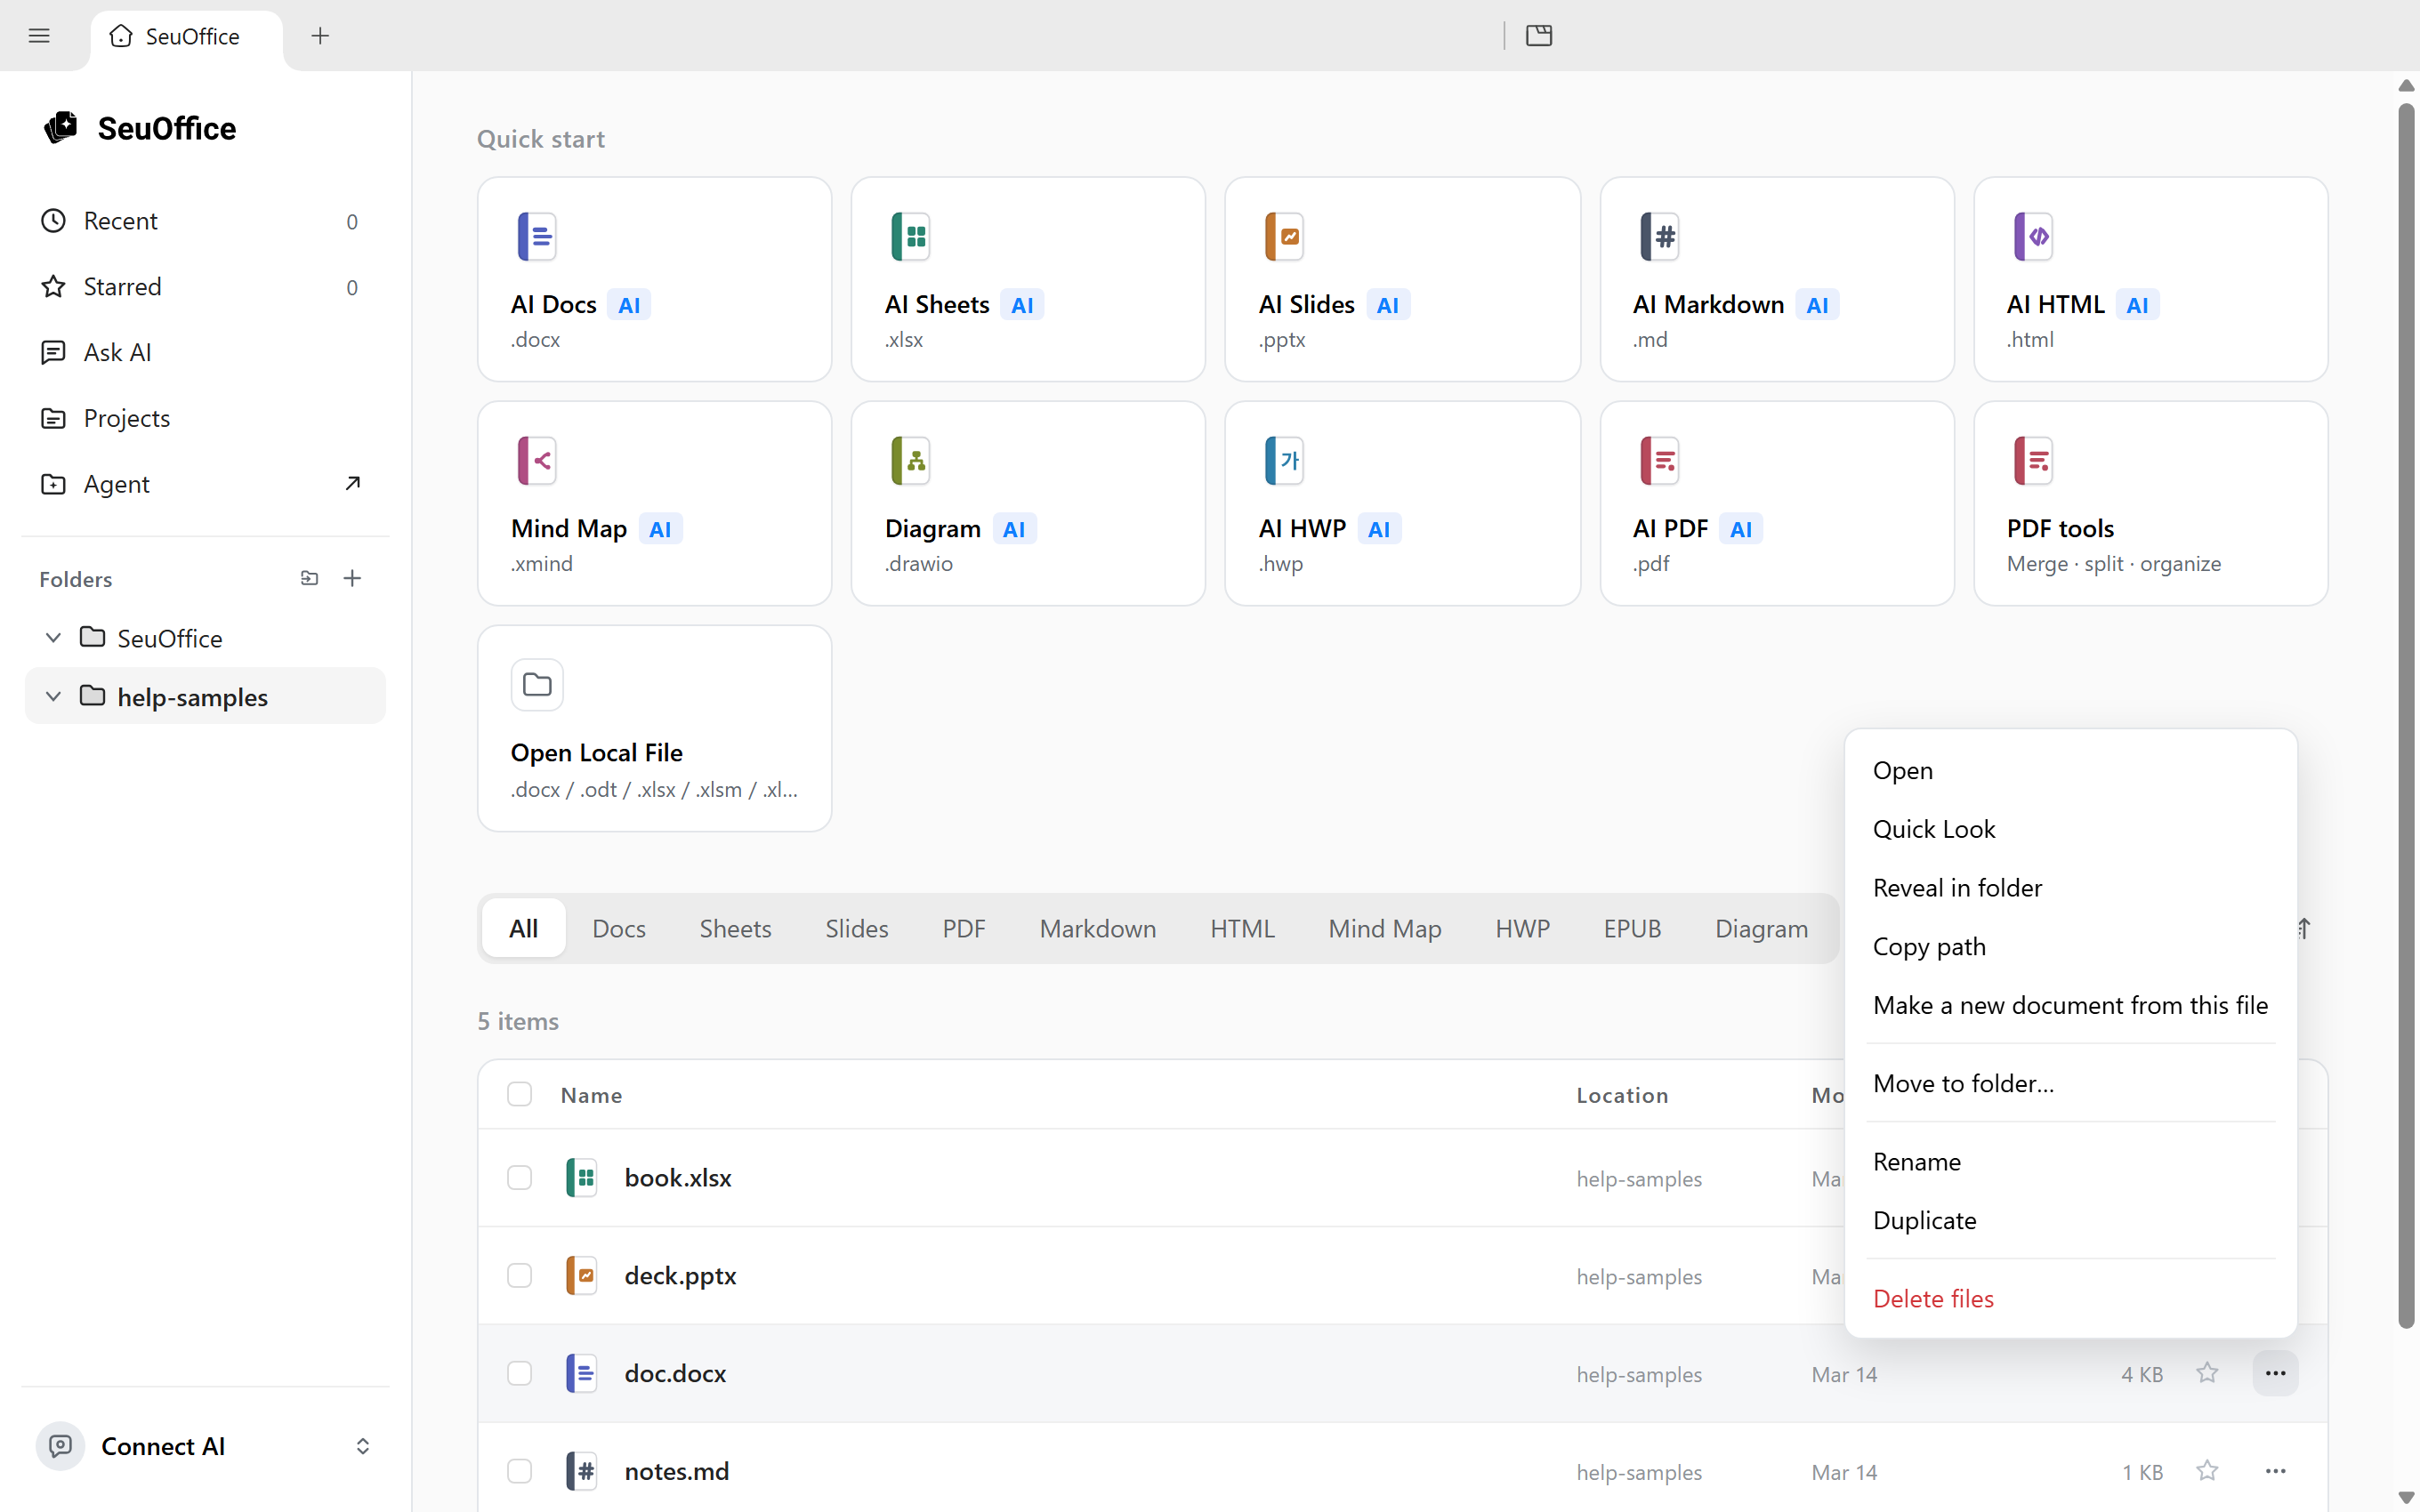 SeuOffice
SeuOffice
Recent 0
Starred 0
Ask AI
Projects
Agent
Folders
SeuOffice
help-samples
Connect AI
Quick start
AI Docs AI
.docx
AI Sheets AI
.xlsx
AI Slides AI
.pptx
AI Markdown AI
.md
AI HTML AI
.html
Mind Map AI
.xmind
Diagram AI
.drawio
가
AI HWP AI
.hwp
AI PDF AI
.pdf
PDF tools
Merge · split · organize
Open Local File
.docx / .odt / .xlsx / .xlsm / .xl...
All Docs Sheets Slides PDF Markdown HTML Mind Map HWP EPUB Diagram
5 items
Name Location Mo
book.xlsx help-samples Ma
deck.pptx help-samples Ma
doc.docx help-samples Mar 14 4 KB
notes.md help-samples Mar 14 1 KB
Open
Quick Look
Reveal in folder
Copy path
Make a new document from this file
Move to folder...
Rename
Duplicate
Delete files